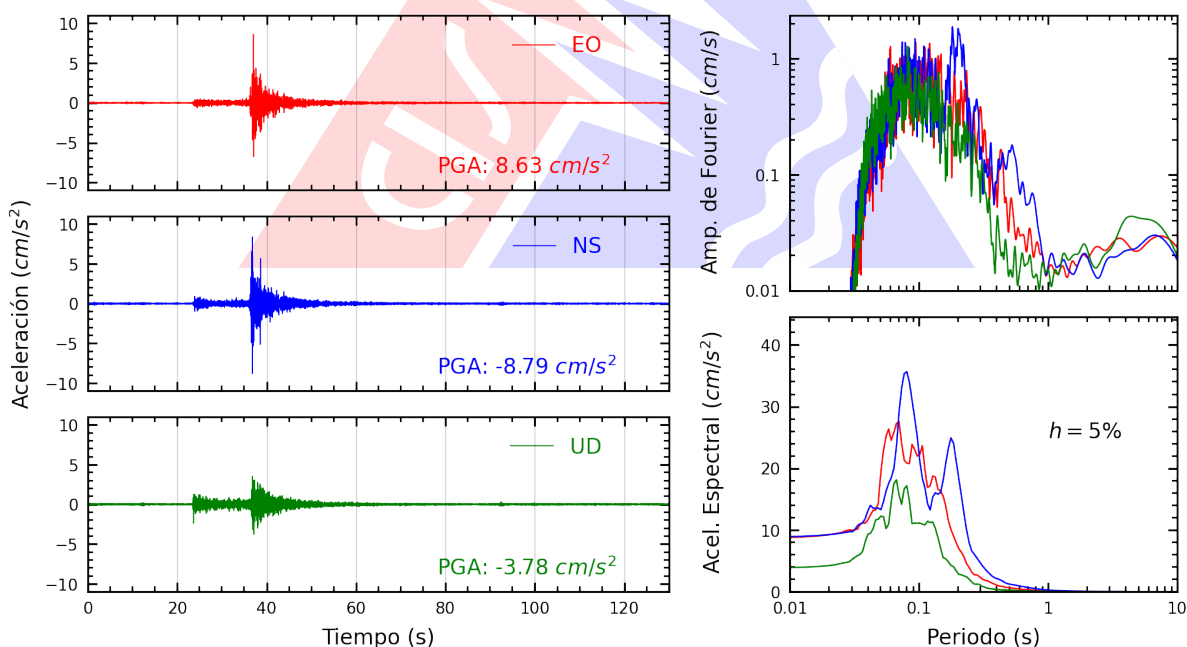 Aceleración (cm/s²)
10
5
0
−5
−10
EO
PGA: 8.63 cm/s²
10
5
0
−5
−10
NS
PGA: -8.79 cm/s²
10
5
0
−5
−10
UD
PGA: -3.78 cm/s²
0 20 40 60 80 100 120
Tiempo (s)
Amp. de Fourier (cm/s)
1
0.1
0.01
Acel. Espectral (cm/s²)
40
30
20
10
0
h = 5%
0.01 0.1 1 10
Periodo (s)